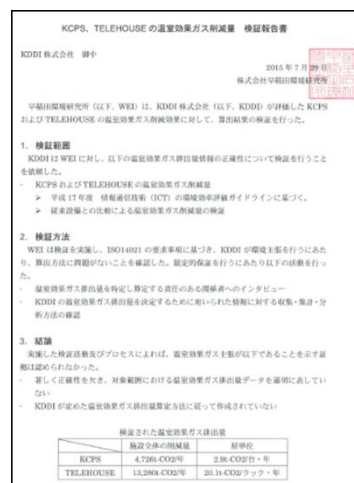 KCPS、TELEHOUSE の温室効果ガス削減量　検証報告書
KDDI 株式会社　御中
2015 年 7 月 29 日
株式会社早稲田環境研究所
早稲田環境研究所（以下、WEI）は、KDDI 株式会社（以下、KDDI）が評価した KCPS
および TELEHOUSE の温室効果ガス削減効果に対して、算出結果の検証を行った。
1. 検証範囲
KDDI は WEI に対し、以下の温室効果ガス排出量情報の正確性について検証を行うこと
を依頼した。
・ KCPS および TELEHOUSE の温室効果ガス削減量
➢ 平成 17 年度　情報通信技術（ICT）の環境効率評価ガイドラインに基づく。
➢ 従来設備との比較による温室効果ガス削減量の検証
2. 検証方法
WEI は検証を実施し、ISO14021 の要求事項に基づき、KDDI が環境主張を行うにあた
り、算出方法に問題がないことを確認した。限定的保証を行うにあたり以下の活動を行っ
た。
・ 温室効果ガス排出量を特定し算定する責任のある関係者へのインタビュー
・ KDDI の温室効果ガス排出量を決定するために用いられた情報に対する収集・集計・分
析方法の確認
3. 結論
実施した検証活動及びプロセスによれば、温室効果ガス主張が以下であることを示す証
拠は認められなかった。
・ 著しく正確性を欠き、対象範囲における温室効果ガス排出量データを適切に表してい
ない
・ KDDI が定めた温室効果ガス排出量算定方法に従って作成されていない
検証された温室効果ガス排出量
施設全体の削減量 原単位
KCPS 4,726t-CO2/年 2.9t-CO2/台・年
TELEHOUSE 13,280t-CO2/年 20.1t-CO2/ラック・年